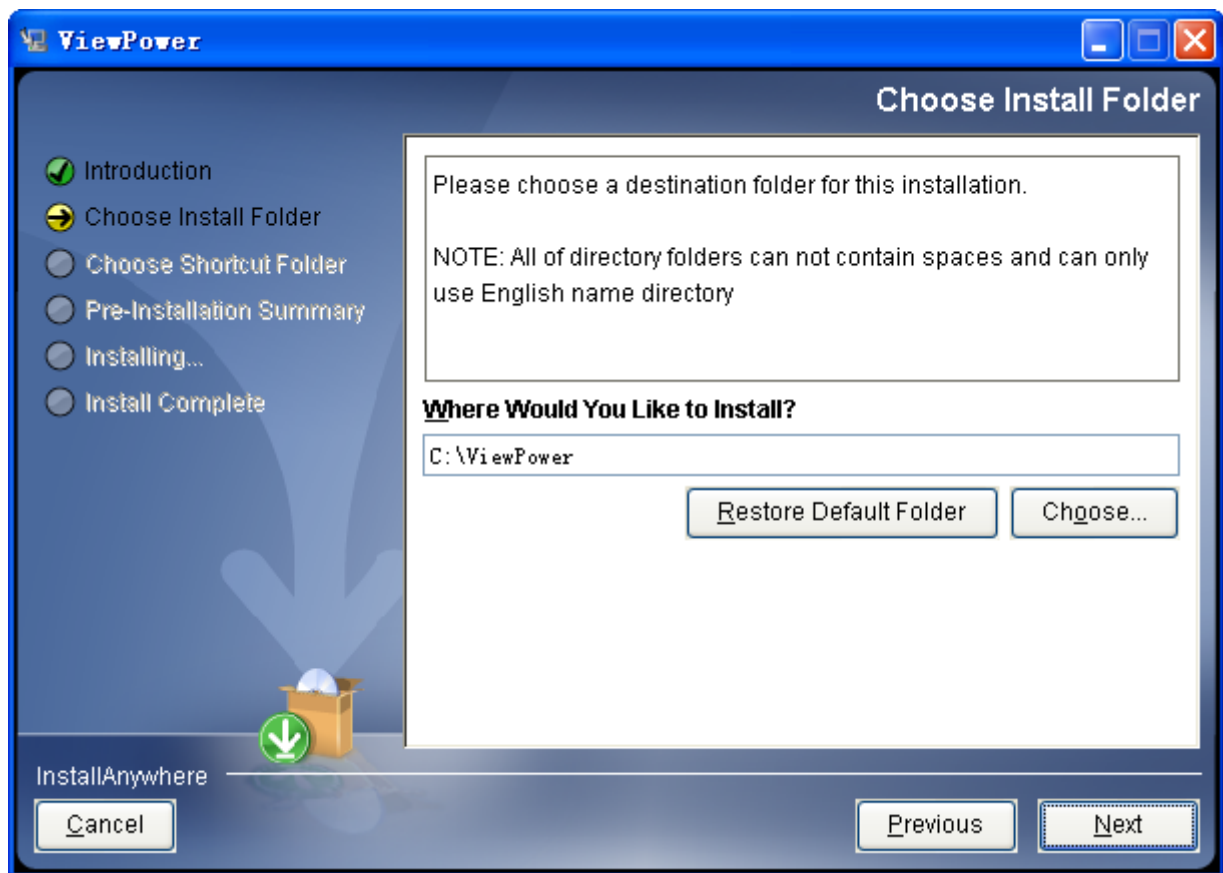 ViewPower
Choose Install Folder
Introduction
Choose Install Folder
Choose Shortcut Folder
Pre-Installation Summary
Installing...
Install Complete
Please choose a destination folder for this installation.
NOTE: All of directory folders can not contain spaces and can only
use English name directory
Where Would You Like to Install?
C:\ViewPower
Restore Default Folder
Choose...
InstallAnywhere
Cancel
Previous
Next